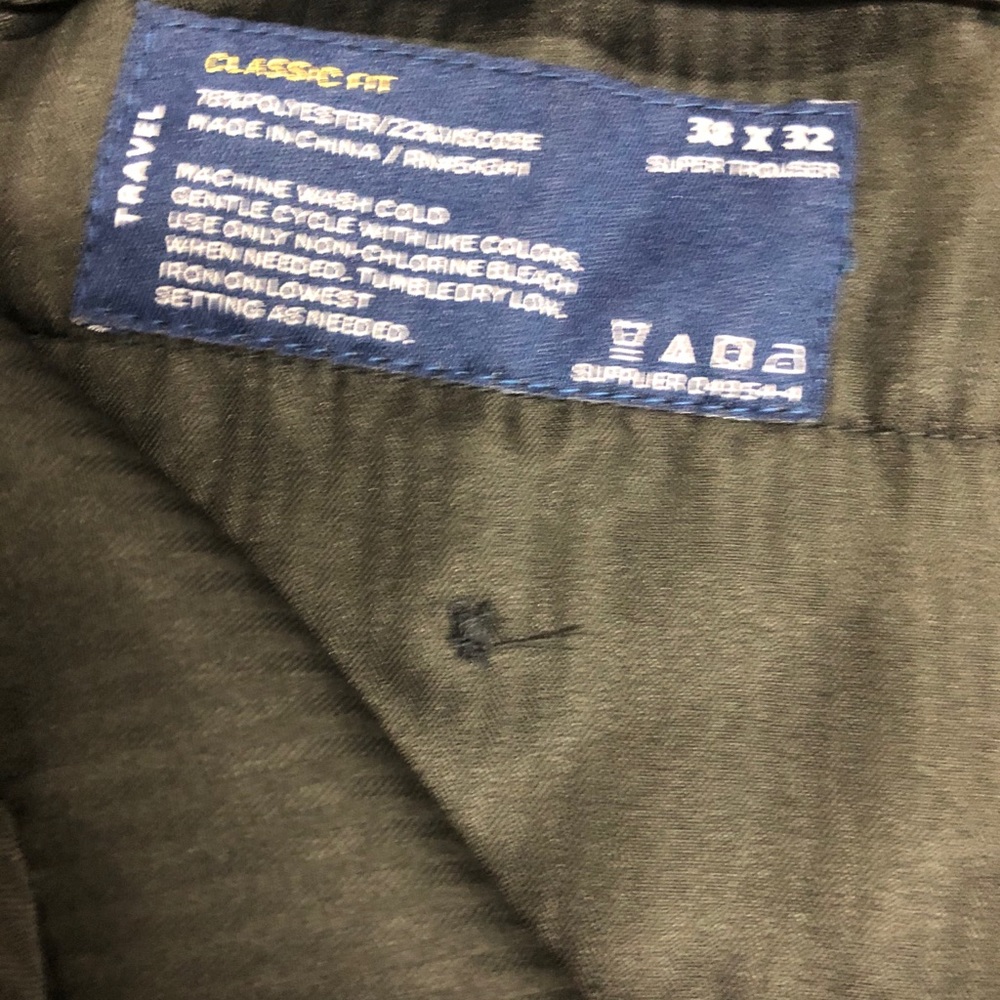 CLASSIC FIT
78%POLYESTER/22%VISCOSE
MADE IN CHINA /
TRAVEL
MACHINE WASH COLD
GENTLE CYCLE WITH LIKE COLORS.
USE ONLY NON-CHLORINE BLEACH
WHEN NEEDED. TUMBLE DRY LOW.
IRON ON LOWEST
SETTING AS NEEDED.
38 X 32
SUPER TROUSER
SUPPLIER